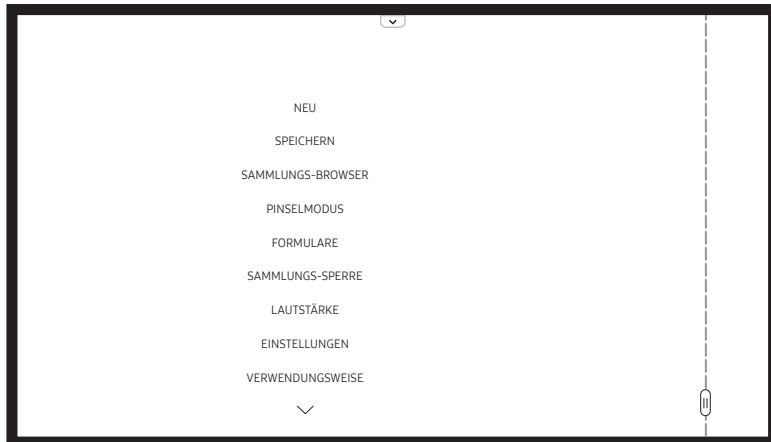 NEU
SPEICHERN
SAMMLUNGS-BROWSER
PINSELMODUS
FORMULARE
SAMMLUNGS-SPERRE
LAUTSTÄRKE
EINSTELLUNGEN
VERWENDUNGSWEISE